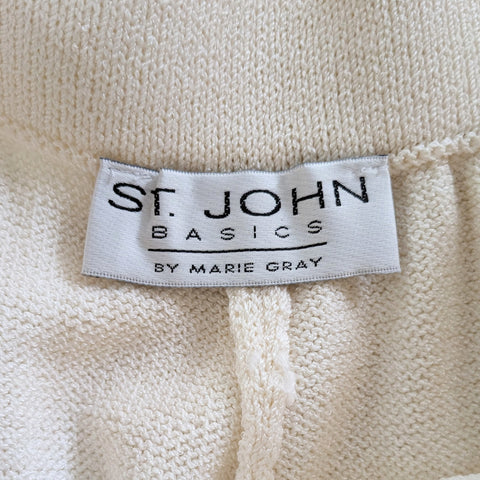 ST. JOHN
BASICS
BY MARIE GRAY